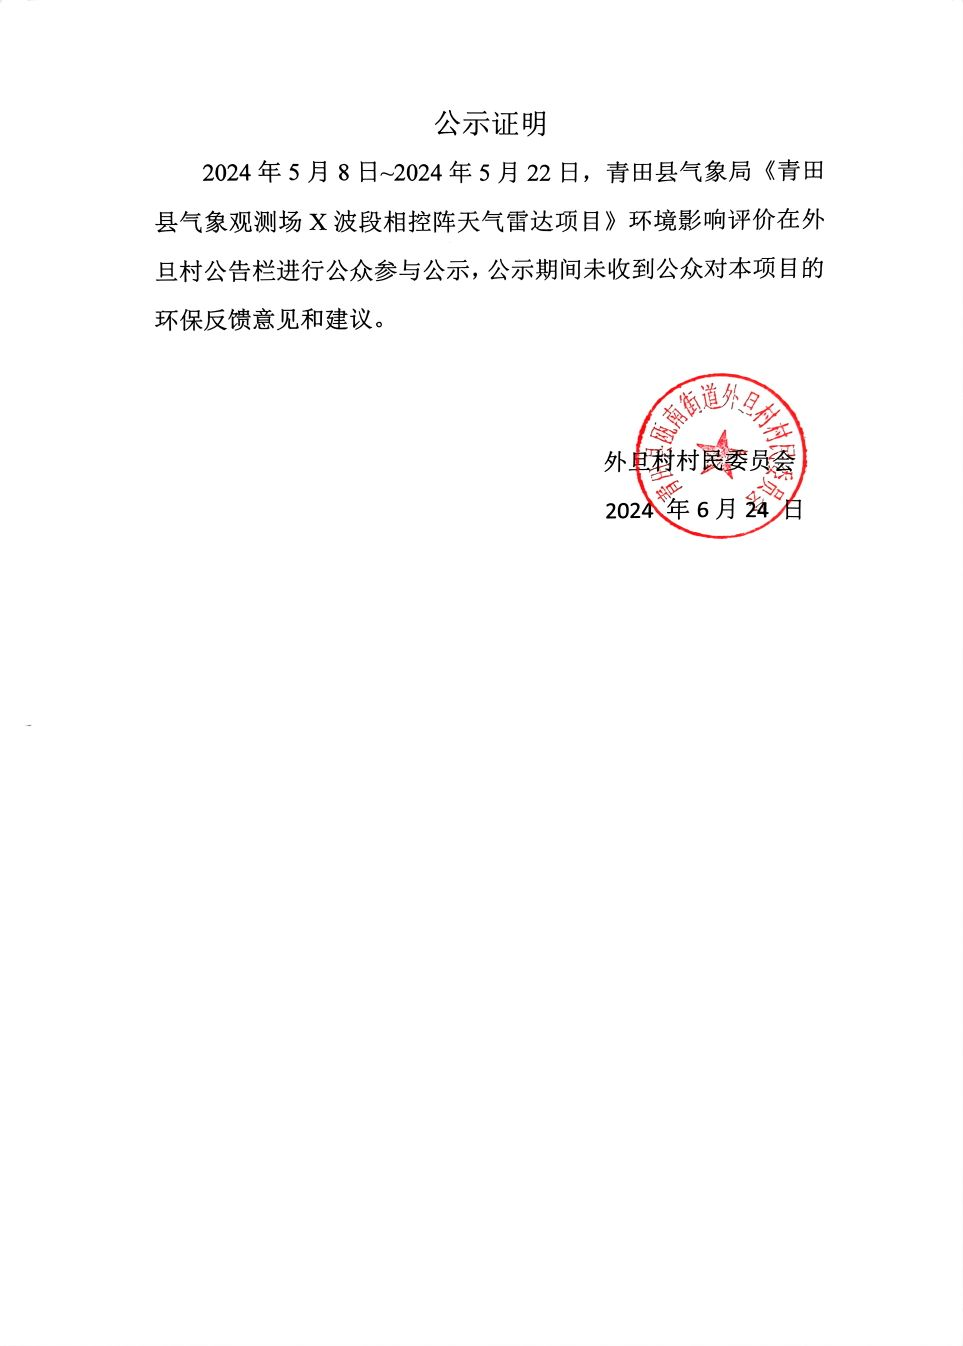 公示证明
2024 年 5 月 8 日~2024 年 5 月 22 日，青田县气象局《青田
县气象观测场 X 波段相控阵天气雷达项目》环境影响评价在外
旦村公告栏进行公众参与公示，公示期间未收到公众对本项目的
环保反馈意见和建议。
青田县瓯南街道外旦村村民委员会
外旦村村民委员会
2024 年 6 月 24 日